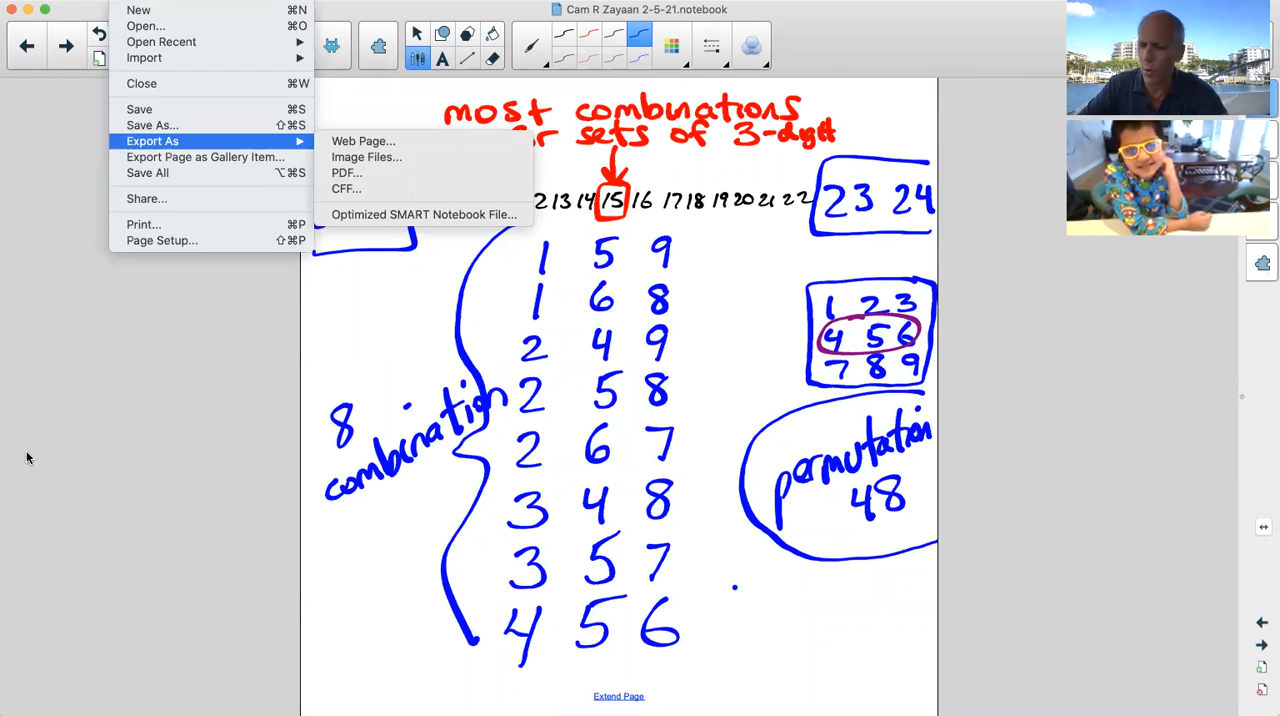 Cam R Zayaan 2-5-21.notebook
New ⌘N
Open... ⌘O
Open Recent
Import
Close ⌘W
Save ⌘S
Save As... ⇧⌘S
Export As
Export Page as Gallery Item...
Save All ⌥⌘S
Share...
Print... ⌘P
Page Setup... ⇧⌘P
Web Page...
Image Files...
PDF...
CFF...
Optimized SMART Notebook File...
A
most combinations
sets of 3-digit
13 14 15 16 17 18 19 20 21 22 23 24
1 5 9
1 6 8
2 4 9
2 5 8
2 6 7
3 4 8
3 5 7
4 5 6
8
combination
1 2 3
4 5 6
7 8 9
permutation
48
Extend Page